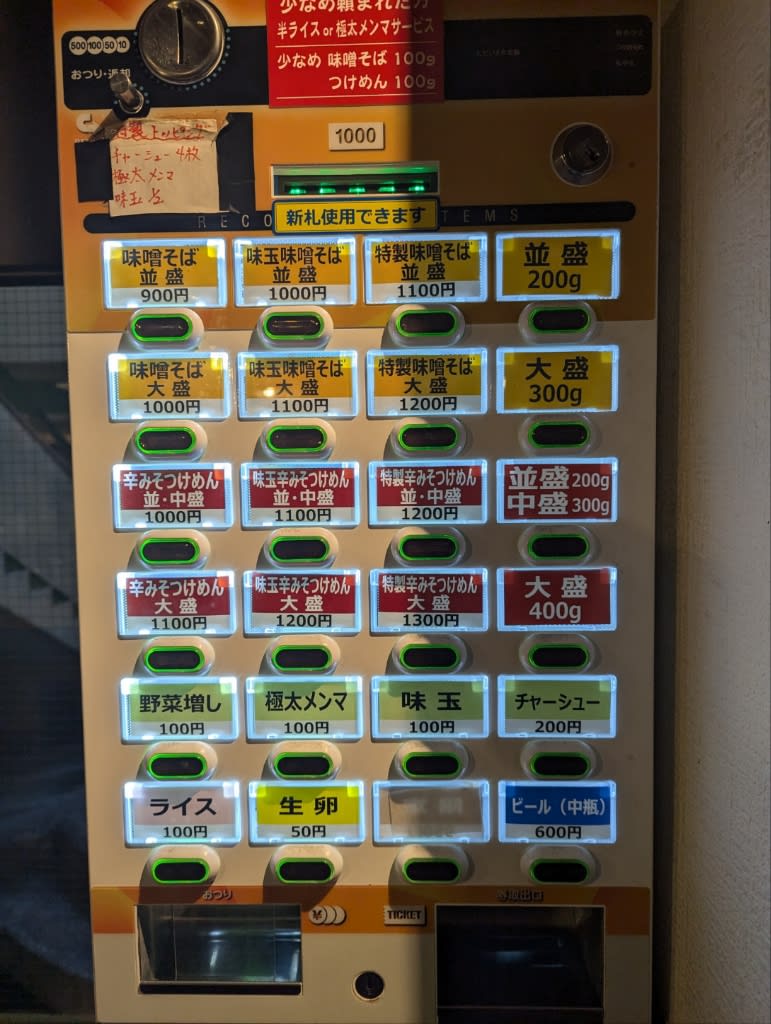 少なめ頼まれた方
半ライス or 極太メンマサービス
少なめ 味噌そば 100g
つけめん 100g
500 100 50 10
おつり・返却
特製トッピング
チャーシュー4枚
極太メンマ
味玉
1000
新札使用できます
味噌そば
並盛
900円
味玉味噌そば
並盛
1000円
特製味噌そば
並盛
1100円
並盛
200g
味噌そば
大盛
1000円
味玉味噌そば
大盛
1100円
特製味噌そば
大盛
1200円
大盛
300g
辛みそつけめん
並・中盛
1000円
味玉辛みそつけめん
並・中盛
1100円
特製辛みそつけめん
並・中盛
1200円
並盛 200g
中盛 300g
辛みそつけめん
大盛
1100円
味玉辛みそつけめん
大盛
1200円
特製辛みそつけめん
大盛
1300円
大盛
400g
野菜増し
100円
極太メンマ
100円
味玉
100円
チャーシュー
200円
ライス
100円
生卵
50円
ビール(中瓶)
600円
おつり
TICKET